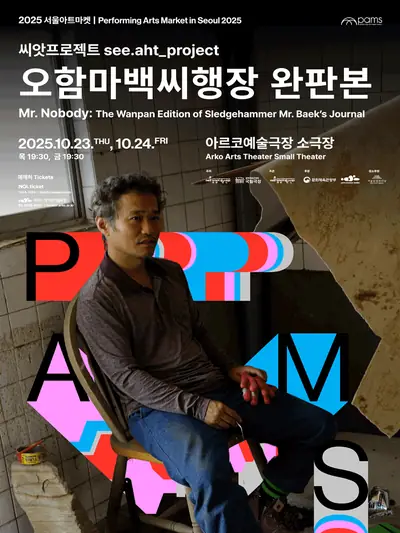 2025 서울아트마켓 | Performing Arts Market in Seoul 2025
pams
씨앗프로젝트 see.aht_project
오함마백씨행장 완판본
Mr. Nobody: The Wanpan Edition of Sledgehammer Mr. Baek's Journal
2025.10.23.THU, 10.24.FRI
목 19:30, 금 19:30
아르코예술극장 소극장
Arko Arts Theater Small Theater
예매처 Tickets
P
A
M
S